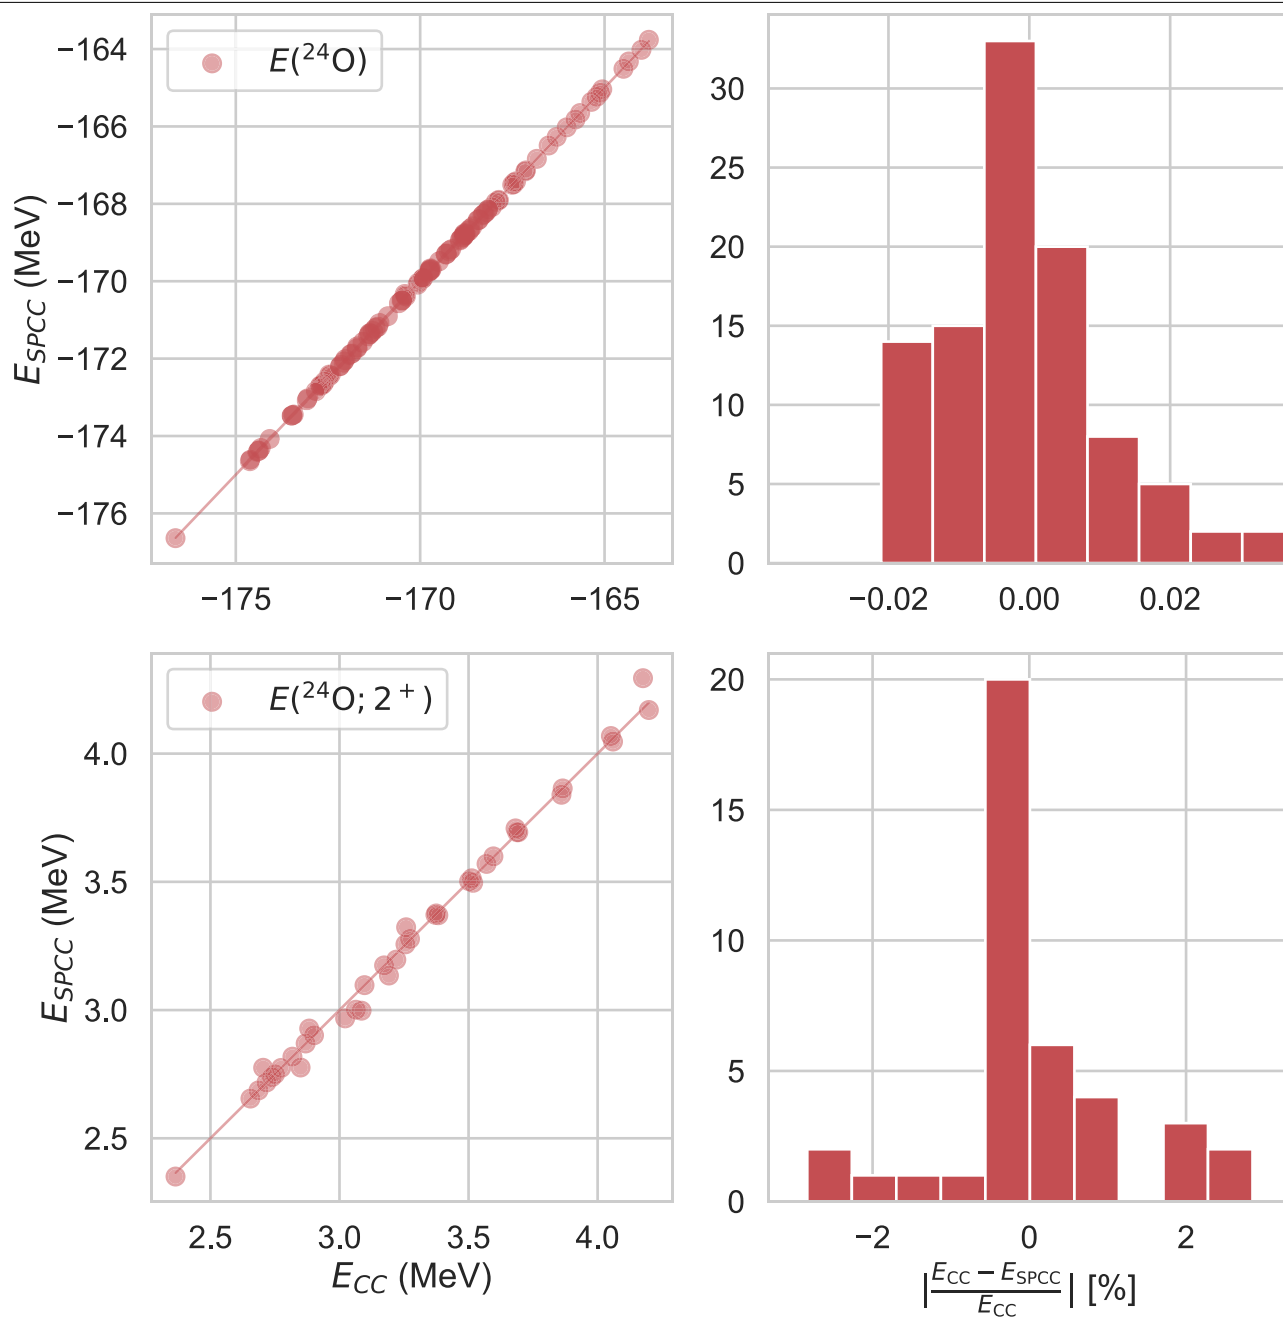 E(²⁴O)
−164
−166
−168
−170
−172
−174
−176
E_SPCC (MeV)
−175 −170 −165
30
25
20
15
10
5
0
−0.02 0.00 0.02
E(²⁴O; 2⁺)
4.0
3.5
3.0
2.5
E_SPCC (MeV)
2.5 3.0 3.5 4.0
E_CC (MeV)
20
15
10
5
0
−2 0 2
|(E_CC − E_SPCC)/E_CC| [%]